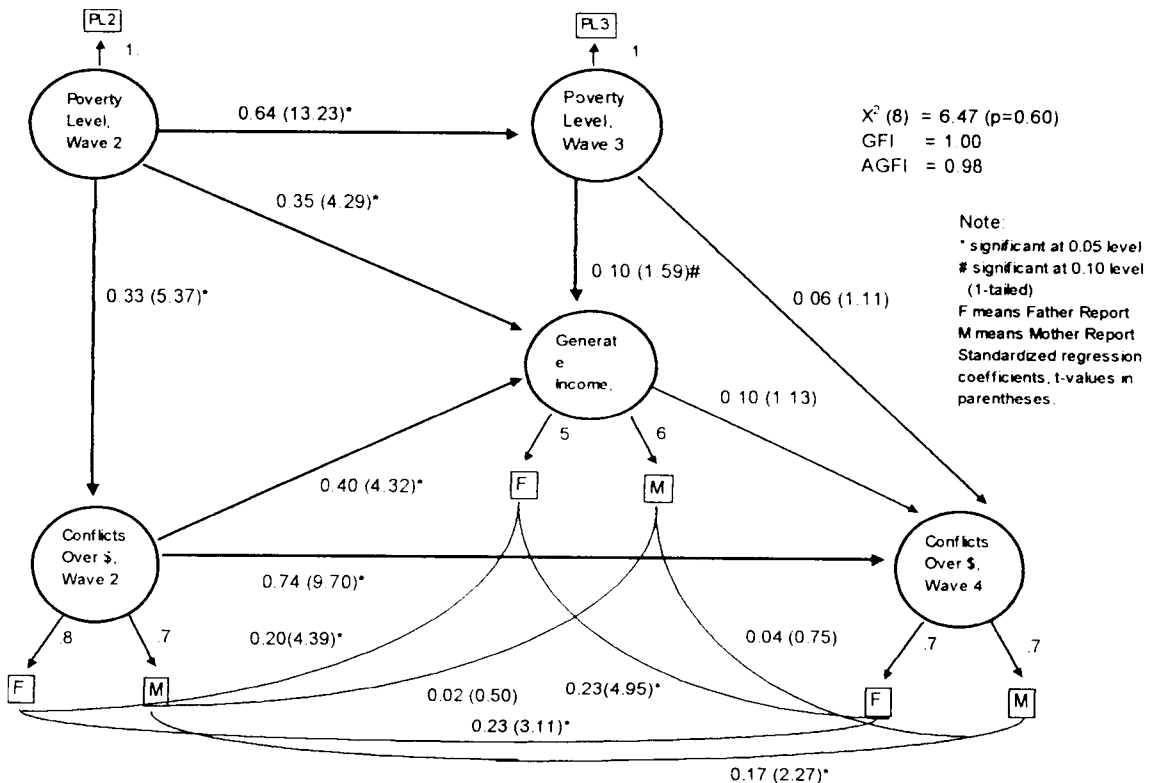 PL2
1.
PL3
1
Poverty
Level,
Wave 2
0.64 (13.23)*
Poverty
Level,
Wave 3
X² (8) = 6.47 (p=0.60)
GFI = 1.00
AGFI = 0.98
0.35 (4.29)*
Note:
* significant at 0.05 level
# significant at 0.10 level
(1-tailed)
F means Father Report
M means Mother Report
Standardized regression
coefficients, t-values in
parentheses.
0.33 (5.37)*
0.10 (1.59)#
0.06 (1.11)
Generat
e
Income,
0.10 (1.13)
5
.6
0.40 (4.32)*
F
M
Conflicts
Over $,
Wave 2
0.74 (9.70)*
Conflicts
Over $,
Wave 4
.8
.7
0.20(4.39)*
0.04 (0.75)
.7
.7
F
M
0.02 (0.50)
0.23(4.95)*
F
M
0.23 (3.11)*
0.17 (2.27)*